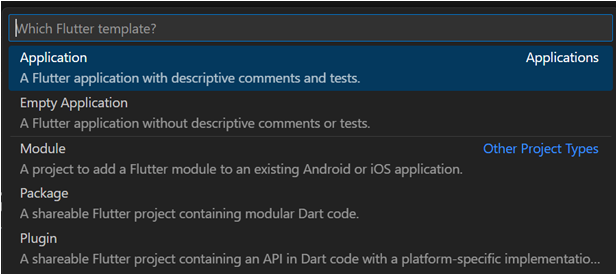 Which Flutter template?
Application Applications
A Flutter application with descriptive comments and tests.
Empty Application
A Flutter application without descriptive comments or tests.
Module Other Project Types
A project to add a Flutter module to an existing Android or iOS application.
Package
A shareable Flutter project containing modular Dart code.
Plugin
A shareable Flutter project containing an API in Dart code with a platform-specific implementatio...